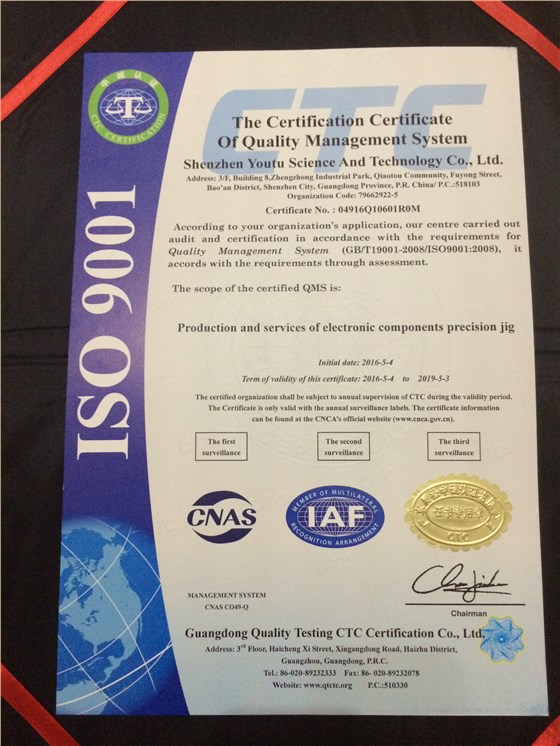 CTC
中诚认证
CTC CERTIFICATION
ISO 9001
The Certification Certificate
Of Quality Management System
Shenzhen Youtu Science And Technology Co., Ltd.
Address: 3/F, Building 8,Zhengzhong Industrial Park, Qiaotou Community, Fuyong Street,
Bao'an District, Shenzhen City, Guangdong Province, P.R. China/ P.C.:518103
Organization Code: 79662922-5
Certificate No. : 04916Q10601R0M
According to your organization's application, our centre carried out
audit and certification in accordance with the requirements for
Quality Management System (GB/T19001-2008/ISO9001:2008), it
accords with the requirements through assessment.
The scope of the certified QMS is:
Production and services of electronic components precision jig
Initial date: 2016-5-4
Term of validity of this certificate: 2016-5-4 to 2019-5-3
The certified organization shall be subject to annual supervision of CTC during the validity period.
The Certificate is only valid with the annual surveillance labels. The certificate information
can be found at the CNCA's official website (www.cnca.gov.cn).
The first
surveillance
The second
surveillance
The third
surveillance
CNAS
MEMBER OF MULTILATERAL
IAF
RECOGNITION ARRANGEMENT
CTC
MANAGEMENT SYSTEM
CNAS CO49-Q
Chairman
Guangdong Quality Testing CTC Certification Co., Ltd.
Address: 3rd Floor, Haicheng Xi Street, Xingangdong Road, Haizhu District,
Guangzhou, Guangdong, P.R.C.
Tel.: 86-020-89232333 Fax: 86- 020-89232078
Website: www.qtctc.org P.C.:510330